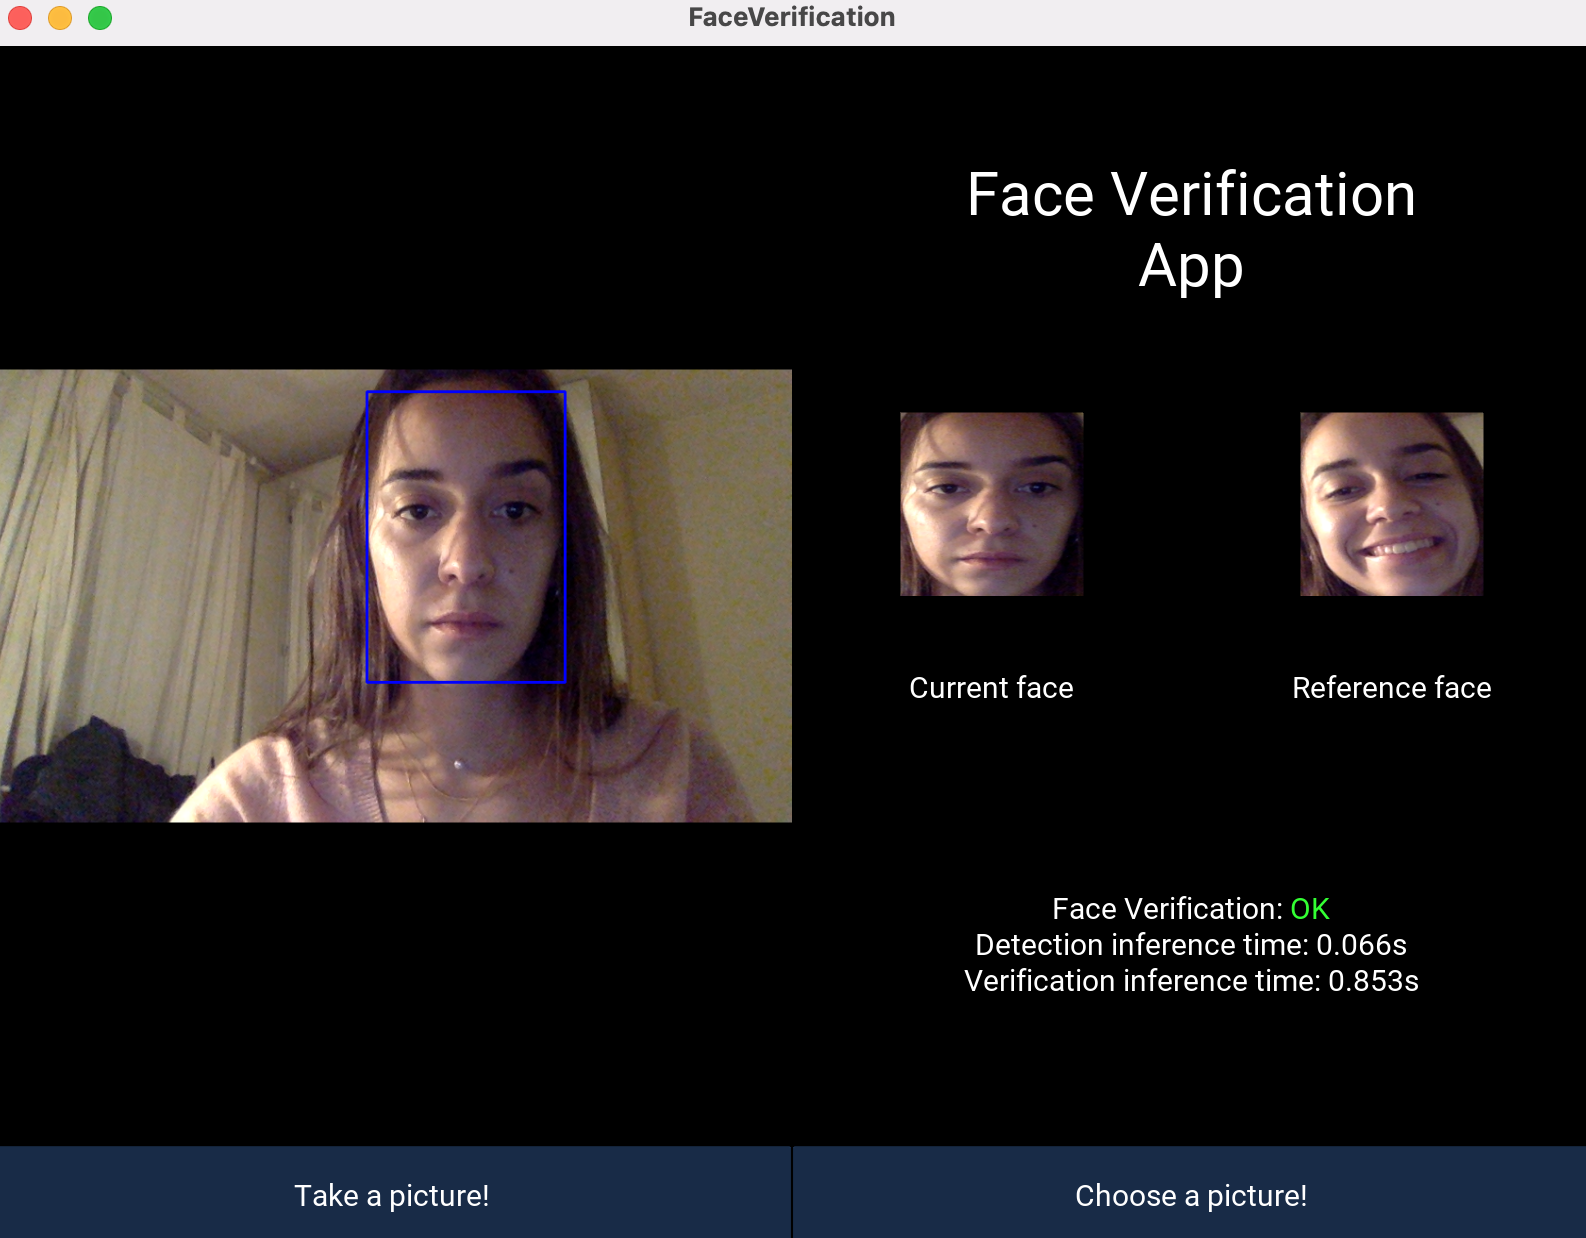 FaceVerification
Face Verification
App
Current face
Reference face
Face Verification: OK
Detection inference time: 0.066s
Verification inference time: 0.853s
Take a picture!
Choose a picture!